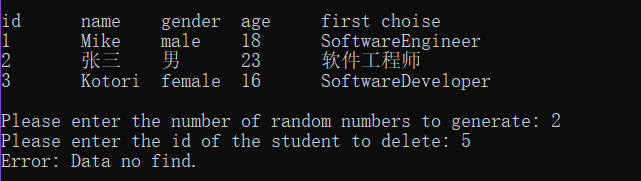 id name gender age first choise
1 Mike male 18 SoftwareEngineer
2 张三 男 23 软件工程师
3 Kotori female 16 SoftwareDeveloper
Please enter the number of random numbers to generate: 2
Please enter the id of the student to delete: 5
Error: Data no find.